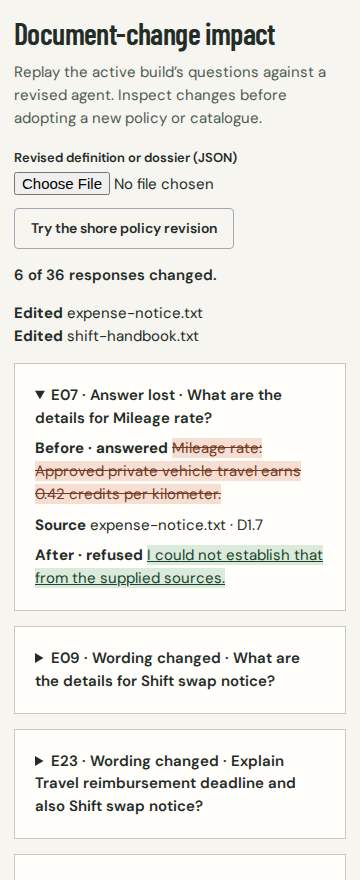 Document-change impact
Replay the active build's questions against a
revised agent. Inspect changes before
adopting a new policy or catalogue.
Revised definition or dossier (JSON)
Choose File No file chosen
Try the shore policy revision
6 of 36 responses changed.
Edited expense-notice.txt
Edited shift-handbook.txt
▼ E07 · Answer lost · What are the
details for Mileage rate?
Before · answered Mileage rate:
Approved private vehicle travel earns
0.42 credits per kilometer.
Source expense-notice.txt · D1.7
After · refused I could not establish that
from the supplied sources.
▶ E09 · Wording changed · What are
the details for Shift swap notice?
▶ E23 · Wording changed · Explain
Travel reimbursement deadline and
also Shift swap notice?